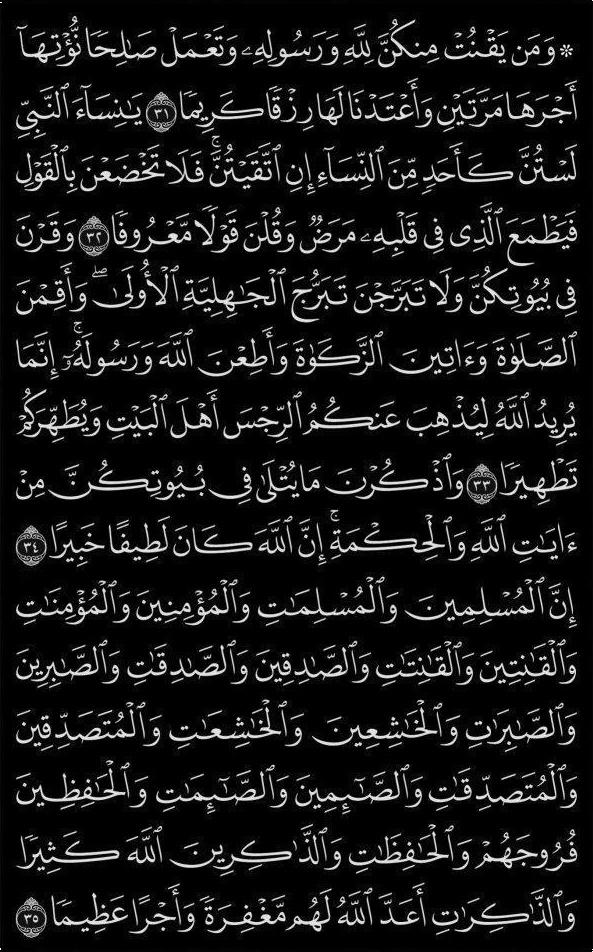 ۞ وَمَن يَقْنُتْ مِنكُنَّ لِلَّهِ وَرَسُولِهِۦ وَتَعْمَلْ صَٰلِحًا نُّؤْتِهَآ
أَجْرَهَا مَرَّتَيْنِ وَأَعْتَدْنَا لَهَا رِزْقًا كَرِيمًا ٣١ يَٰنِسَآءَ ٱلنَّبِيِّ
لَسْتُنَّ كَأَحَدٍ مِّنَ ٱلنِّسَآءِ إِنِ ٱتَّقَيْتُنَّۚ فَلَا تَخْضَعْنَ بِٱلْقَوْلِ
فَيَطْمَعَ ٱلَّذِى فِى قَلْبِهِۦ مَرَضٌ وَقُلْنَ قَوْلًا مَّعْرُوفًا ٣٢ وَقَرْنَ
فِى بُيُوتِكُنَّ وَلَا تَبَرَّجْنَ تَبَرُّجَ ٱلْجَٰهِلِيَّةِ ٱلْأُولَىٰۖ وَأَقِمْنَ
ٱلصَّلَوٰةَ وَءَاتِينَ ٱلزَّكَوٰةَ وَأَطِعْنَ ٱللَّهَ وَرَسُولَهُۥٓۚ إِنَّمَا
يُرِيدُ ٱللَّهُ لِيُذْهِبَ عَنكُمُ ٱلرِّجْسَ أَهْلَ ٱلْبَيْتِ وَيُطَهِّرَكُمْ
تَطْهِيرًا ٣٣ وَٱذْكُرْنَ مَا يُتْلَىٰ فِى بُيُوتِكُنَّ مِنْ
ءَايَٰتِ ٱللَّهِ وَٱلْحِكْمَةِۚ إِنَّ ٱللَّهَ كَانَ لَطِيفًا خَبِيرًا ٣٤
إِنَّ ٱلْمُسْلِمِينَ وَٱلْمُسْلِمَٰتِ وَٱلْمُؤْمِنِينَ وَٱلْمُؤْمِنَٰتِ
وَٱلْقَٰنِتِينَ وَٱلْقَٰنِتَٰتِ وَٱلصَّٰدِقِينَ وَٱلصَّٰدِقَٰتِ وَٱلصَّٰبِرِينَ
وَٱلصَّٰبِرَٰتِ وَٱلْخَٰشِعِينَ وَٱلْخَٰشِعَٰتِ وَٱلْمُتَصَدِّقِينَ
وَٱلْمُتَصَدِّقَٰتِ وَٱلصَّٰٓئِمِينَ وَٱلصَّٰٓئِمَٰتِ وَٱلْحَٰفِظِينَ
فُرُوجَهُمْ وَٱلْحَٰفِظَٰتِ وَٱلذَّٰكِرِينَ ٱللَّهَ كَثِيرًا
وَٱلذَّٰكِرَٰتِ أَعَدَّ ٱللَّهُ لَهُم مَّغْفِرَةً وَأَجْرًا عَظِيمًا ٣٥